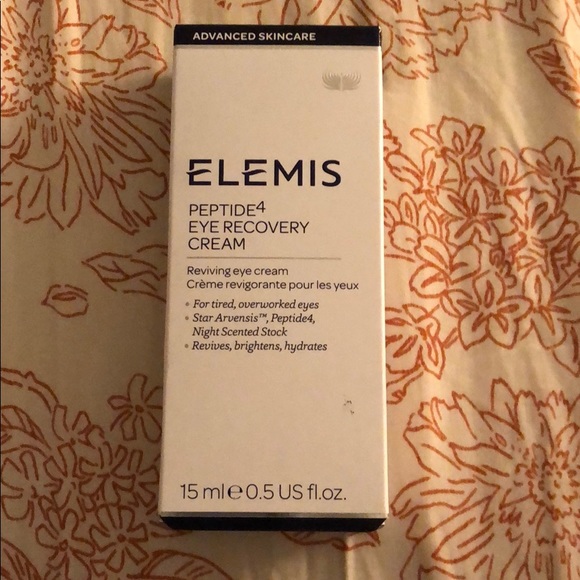 ADVANCED SKINCARE
ELEMIS
PEPTIDE4
EYE RECOVERY
CREAM
Reviving eye cream
Crème revigorante pour les yeux
• For tired, overworked eyes
• Star Arvensis™, Peptide4,
Night Scented Stock
• Revives, brightens, hydrates
15 ml e 0.5 US fl.oz.